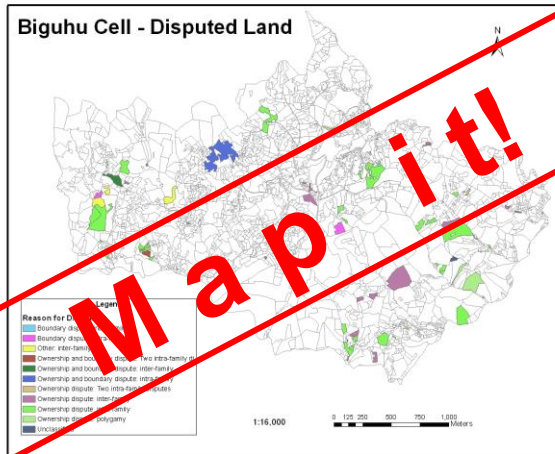 Biguhu Cell - Disputed Land
N
Map it!
Legend
Reason for
Boundary
Boundary
Other: inter-family
Ownership and boundary dispute: Two intra-family di
Ownership and boundary dispute: inter-family
Ownership and boundary dispute: intra-family
Ownership dispute: Two intra-family disputes
Ownership dispute: inter-family
Ownership dispute: intra-family
Ownership dispute: polygamy
Unclassified
1:16,000
0 125 250 500 750 1,000
Meters